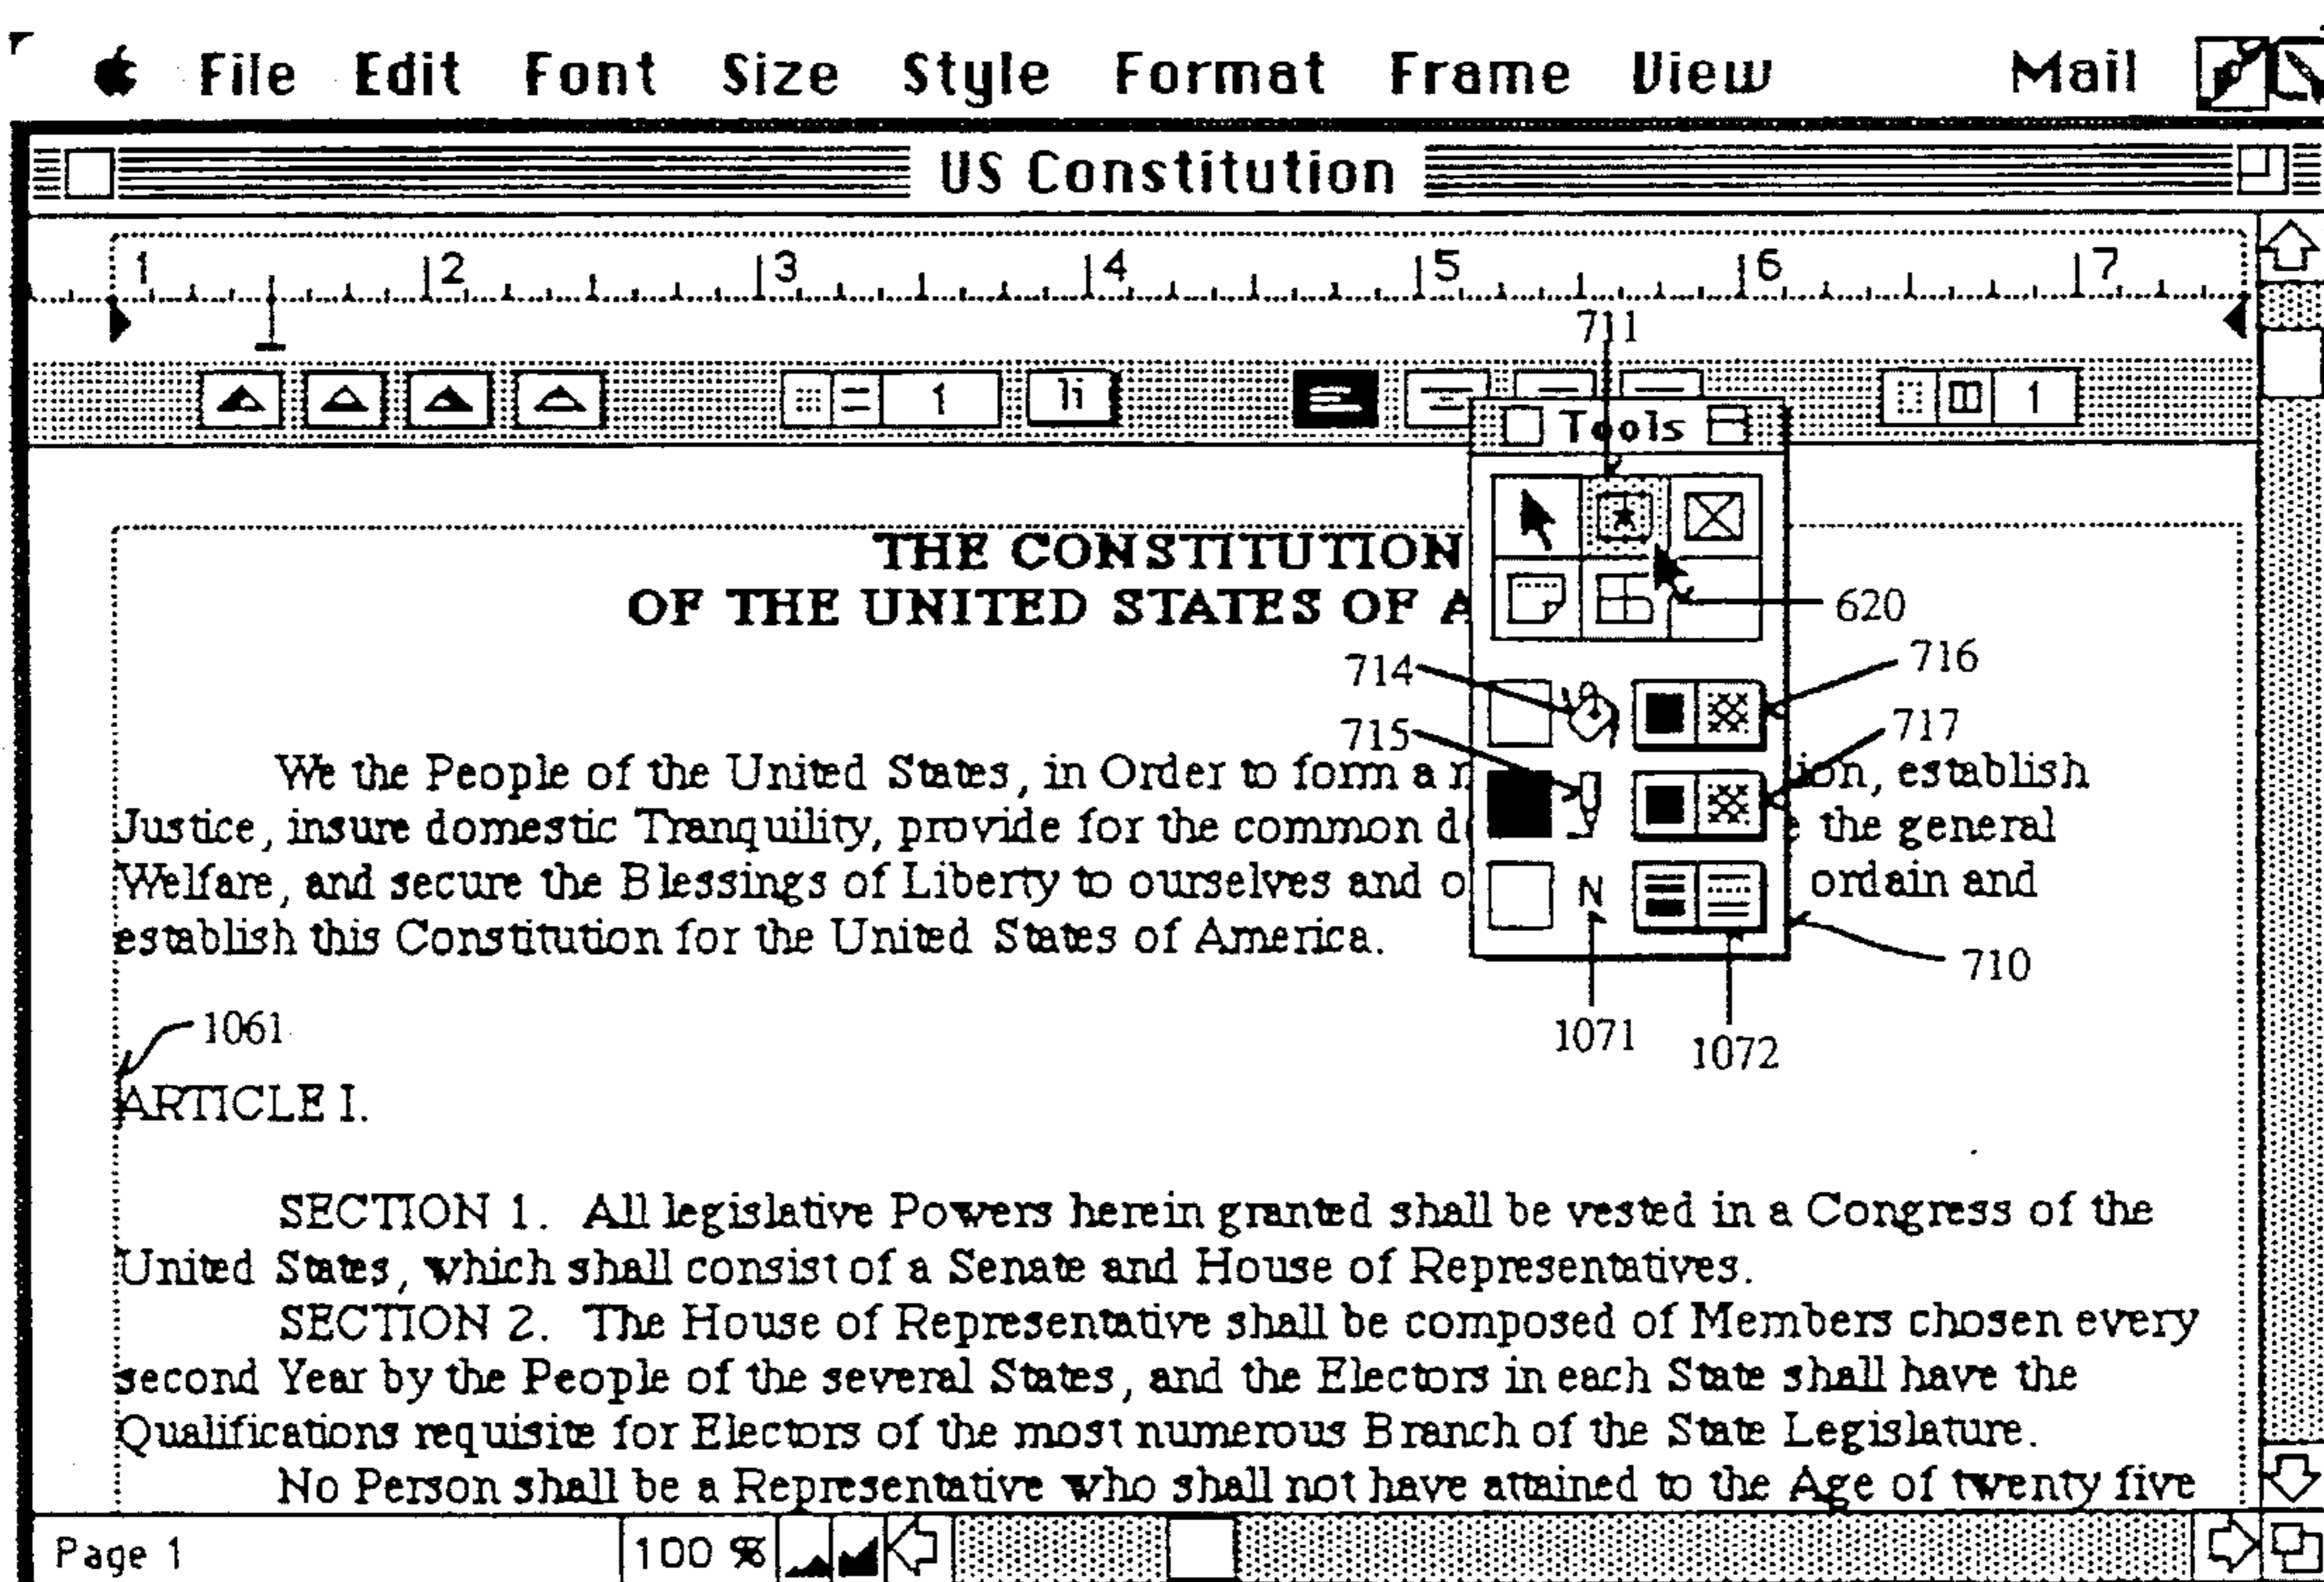 File Edit Font Size Style Format Frame View Mail
US Constitution
1 2 3 4 5 6 7
711
1 li 1
Tools
THE CONSTITUTION
OF THE UNITED STATES OF A
620
714 716
715 717
We the People of the United States, in Order to form a m ion, establish
Justice, insure domestic Tranquility, provide for the common de e the general
Welfare, and secure the Blessings of Liberty to ourselves and o ordain and
N
establish this Constitution for the United States of America.
710
1061
1071 1072
ARTICLE I.
SECTION 1. All legislative Powers herein granted shall be vested in a Congress of the
United States, which shall consist of a Senate and House of Representatives.
SECTION 2. The House of Representative shall be composed of Members chosen every
second Year by the People of the several States, and the Electors in each State shall have the
Qualifications requisite for Electors of the most numerous Branch of the State Legislature.
No Person shall be a Representative who shall not have attained to the Age of twenty five
Page 1 100 %